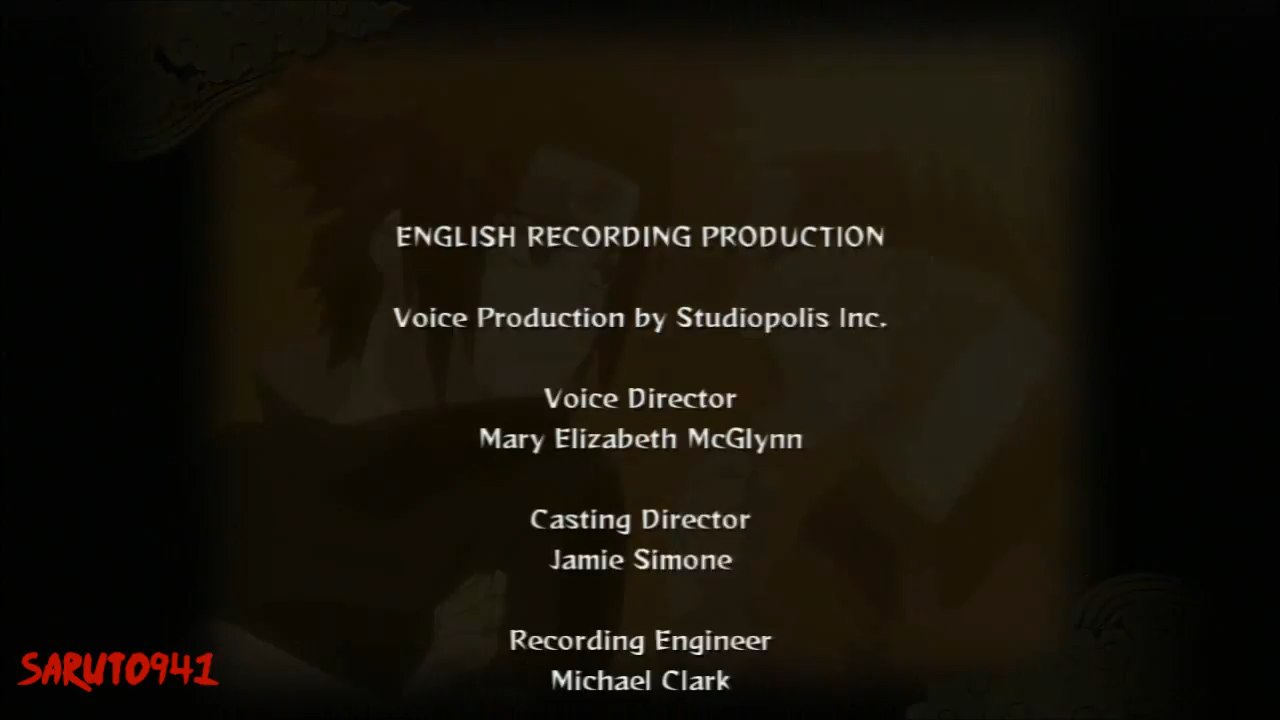 ENGLISH RECORDING PRODUCTION
Voice Production by Studiopolis Inc.
Voice Director
Mary Elizabeth McGlynn
Casting Director
Jamie Simone
Recording Engineer
Michael Clark
SARUTO941